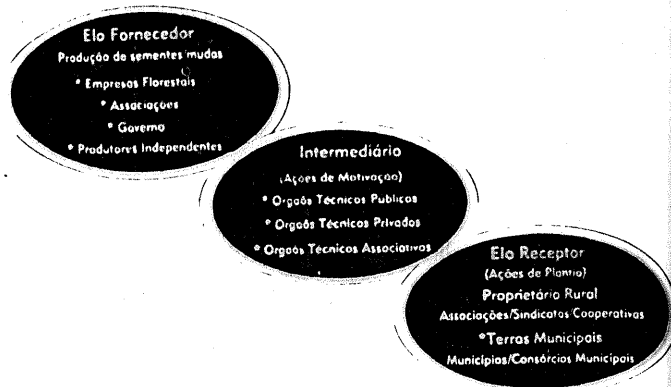 Elo Fornecedor
Produção de sementes/mudas
* Empresas Florestais
* Associações
* Governo
* Produtores Independentes
Intermediário
(Ações de Motivação)
* Orgaõs Técnicos Publicos
* Orgaõs Técnicos Privados
* Orgaõs Técnicos Associativos
Elo Receptor
(Ações de Plantio)
Proprietário Rural
Associações/Sindicatos/Cooperativas
*Terras Municipais
Municípios/Consórcios Municipais